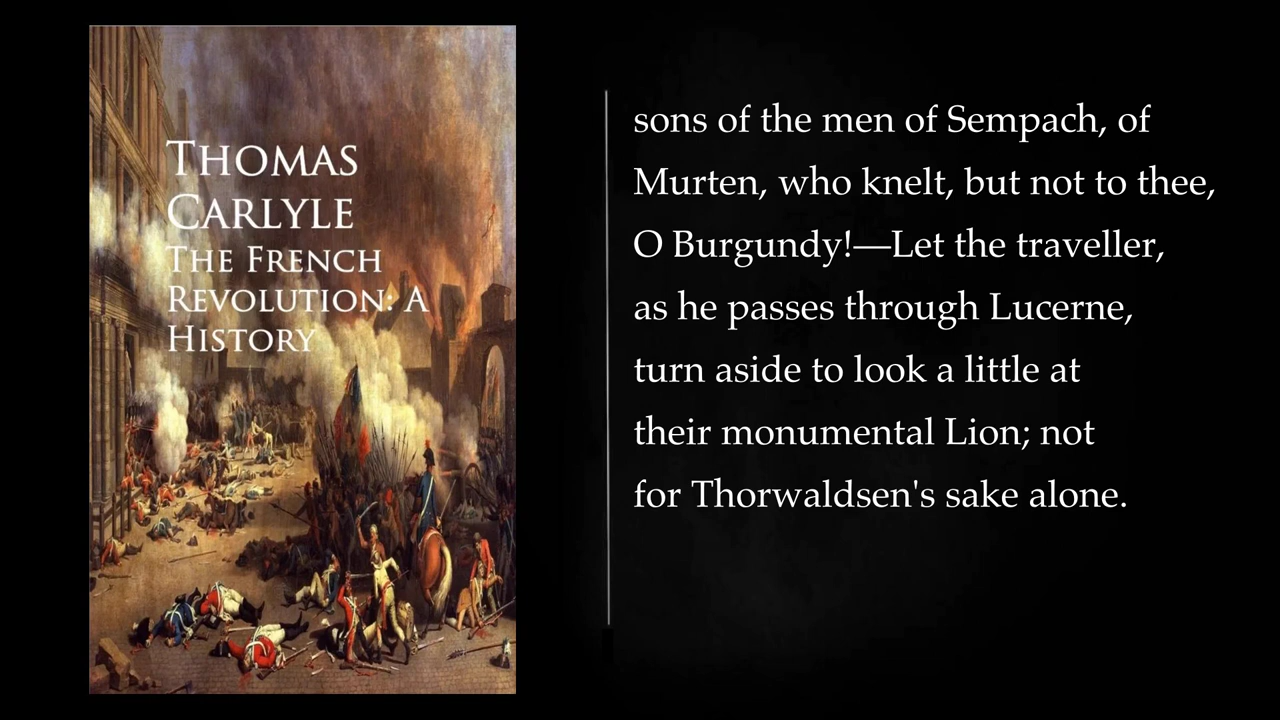 THOMAS
CARLYLE
THE FRENCH
REVOLUTION: A
HISTORY
sons of the men of Sempach, of
Murten, who knelt, but not to thee,
O Burgundy!—Let the traveller,
as he passes through Lucerne,
turn aside to look a little at
their monumental Lion; not
for Thorwaldsen's sake alone.